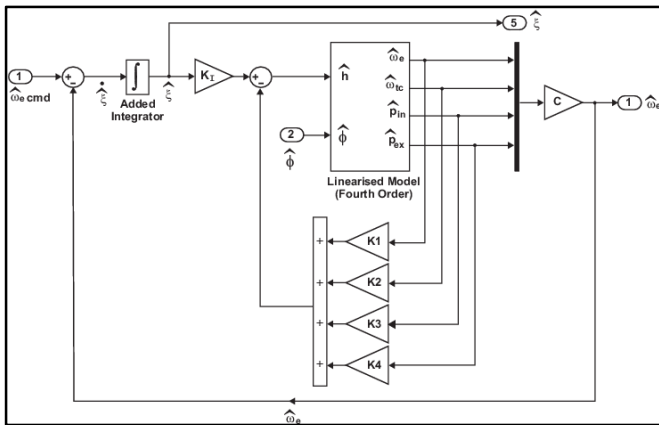 5 ξ̂
1
ω̂e cmd
+
−
ξ̂̇
∫
Added
Integrator
ξ̂
KI
+
−
ĥ
2
φ̂
φ̂
ω̂e
ω̂tc
p̂in
p̂ex
Linearised Model
(Fourth Order)
C
1 ω̂e
+ K1
+ K2
+ K3
+ K4
ω̂e